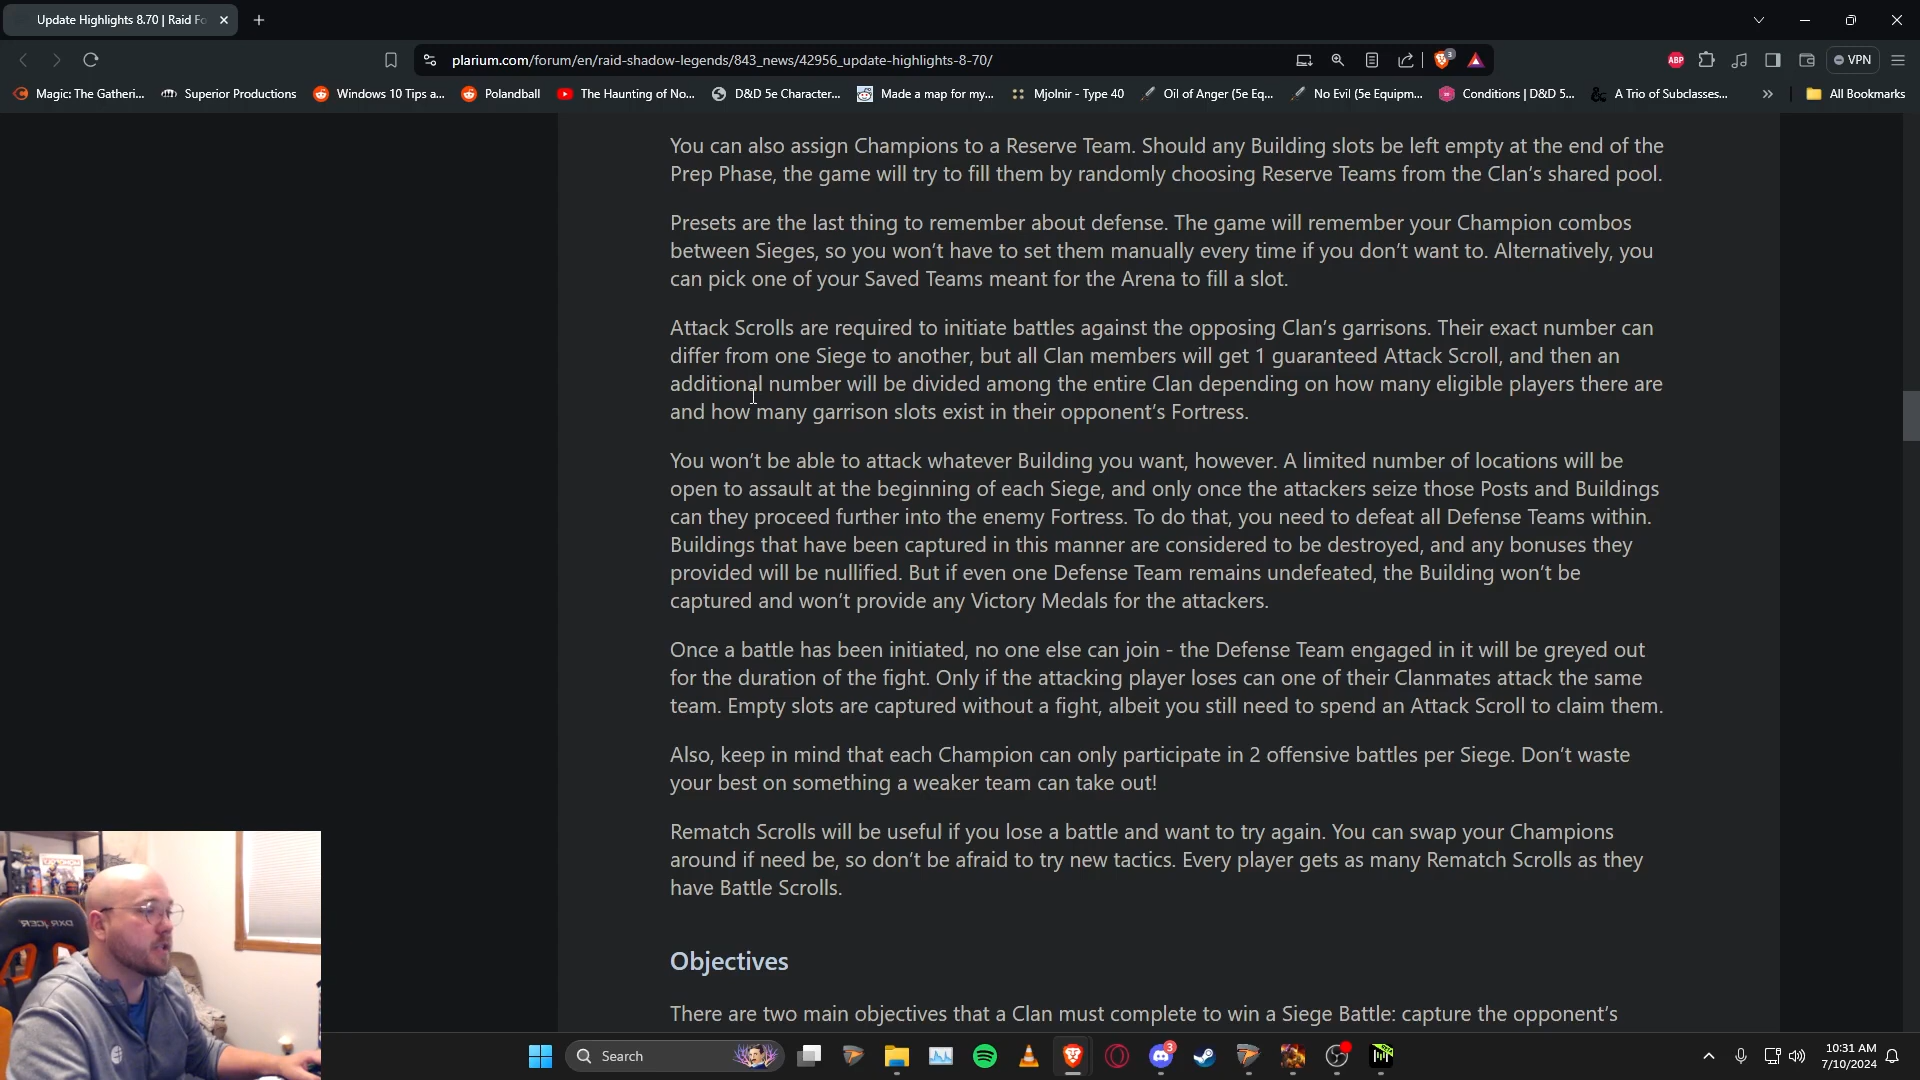 Update Highlights 8.70 | Raid Fo
plarium.com/forum/en/raid-shadow-legends/843_news/42956_update-highlights-8-70/
3
ABP
VPN
Magic: The Gatheri...
Superior Productions
Windows 10 Tips a...
Polandball
The Haunting of No...
D&D 5e Character...
Made a map for my...
Mjolnir - Type 40
Oil of Anger (5e Eq...
No Evil (5e Equipm...
Conditions | D&D 5...
A Trio of Subclasses...
All Bookmarks
You can also assign Champions to a Reserve Team. Should any Building slots be left empty at the end of the
Prep Phase, the game will try to fill them by randomly choosing Reserve Teams from the Clan's shared pool.
Presets are the last thing to remember about defense. The game will remember your Champion combos
between Sieges, so you won't have to set them manually every time if you don't want to. Alternatively, you
can pick one of your Saved Teams meant for the Arena to fill a slot.
Attack Scrolls are required to initiate battles against the opposing Clan's garrisons. Their exact number can
differ from one Siege to another, but all Clan members will get 1 guaranteed Attack Scroll, and then an
additional number will be divided among the entire Clan depending on how many eligible players there are
and how many garrison slots exist in their opponent's Fortress.
You won't be able to attack whatever Building you want, however. A limited number of locations will be
open to assault at the beginning of each Siege, and only once the attackers seize those Posts and Buildings
can they proceed further into the enemy Fortress. To do that, you need to defeat all Defense Teams within.
Buildings that have been captured in this manner are considered to be destroyed, and any bonuses they
provided will be nullified. But if even one Defense Team remains undefeated, the Building won't be
captured and won't provide any Victory Medals for the attackers.
Once a battle has been initiated, no one else can join - the Defense Team engaged in it will be greyed out
for the duration of the fight. Only if the attacking player loses can one of their Clanmates attack the same
team. Empty slots are captured without a fight, albeit you still need to spend an Attack Scroll to claim them.
Also, keep in mind that each Champion can only participate in 2 offensive battles per Siege. Don't waste
your best on something a weaker team can take out!
Rematch Scrolls will be useful if you lose a battle and want to try again. You can swap your Champions
around if need be, so don't be afraid to try new tactics. Every player gets as many Rematch Scrolls as they
have Battle Scrolls.
Objectives
There are two main objectives that a Clan must complete to win a Siege Battle: capture the opponent's
Search
3
10:31 AM
7/10/2024